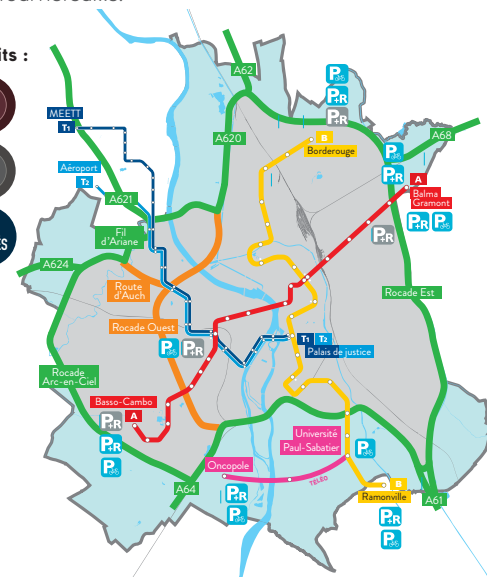 its :
ES
A62
MEETT
T1
A620
P
P+R
P+R
A68
B
Borderouge
P
P+R
Aéroport
T2
A621
A
Balma
Gramont
P+R
P
P+R
Fil
d'Ariane
A624
Route
d'Auch
Rocade Est
Rocade Ouest
P
P+R
T1
T2
Palais de justice
Rocade
Arc-en-Ciel
Basso-Cambo
A
P+R
P+R
P
Université
Paul-Sabatier
P
Oncopole
TÉLÉO
A64
P+R
P
B
Ramonville
A61
P+R
P